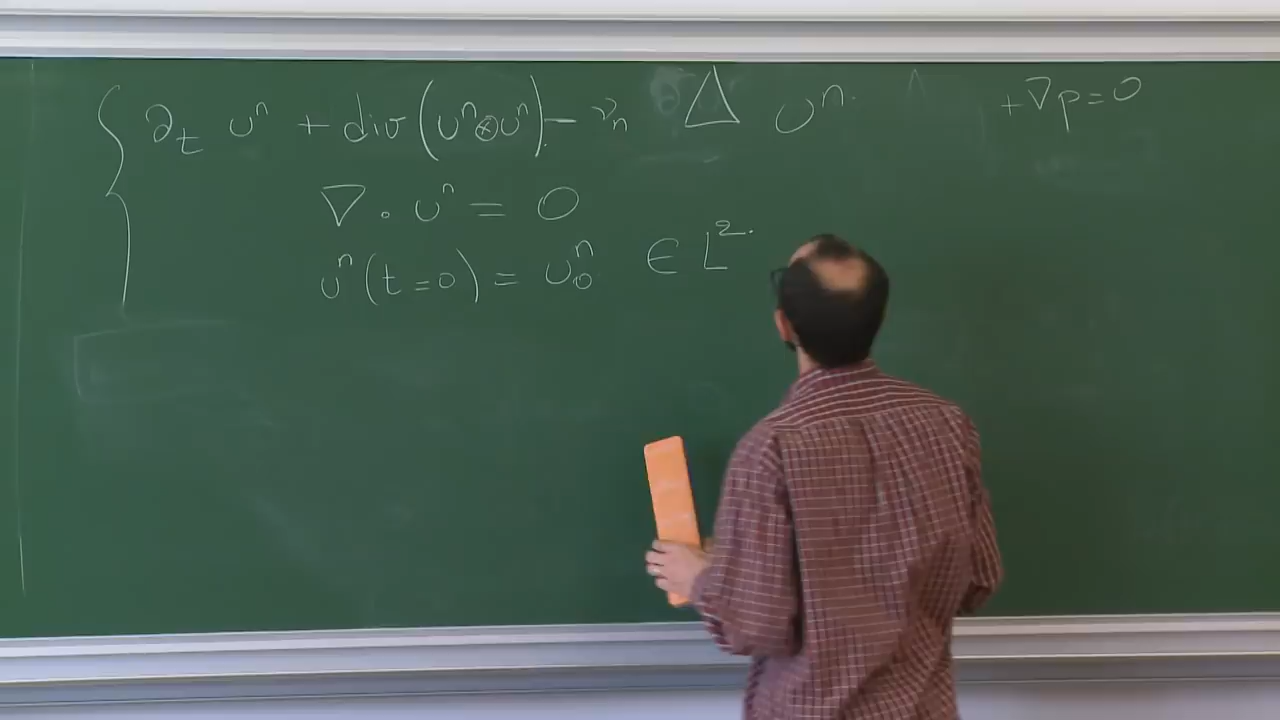 ∂ₜ uⁿ + div(uⁿ⊗uⁿ) − νₙ Δ uⁿ. +∇p=0
∇·uⁿ = 0
uⁿ(t=0) = u₀ⁿ ∈ L².